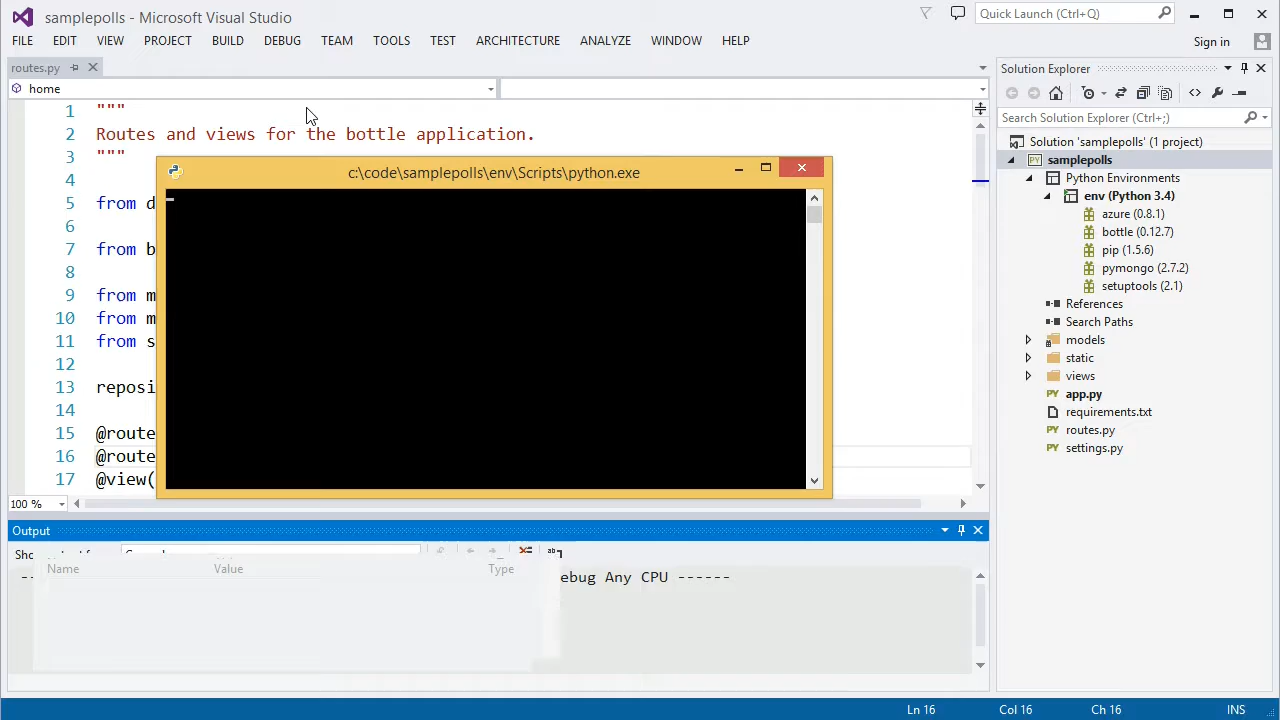 samplepolls - Microsoft Visual Studio
Quick Launch (Ctrl+Q)
FILE EDIT VIEW PROJECT BUILD DEBUG TEAM TOOLS TEST ARCHITECTURE ANALYZE WINDOW HELP
Sign in
routes.py
home
1 """
2 Routes and views for the bottle application.
3 """
4
5 from d
6
7 from b
8
9 from m
10 from m
11 from s
12
13 reposi
14
15 @route
16 @route
17 @view(
c:\code\samplepolls\env\Scripts\python.exe
100 %
Output
Name Value Type
ebug Any CPU ------
Solution Explorer
Search Solution Explorer (Ctrl+;)
Solution 'samplepolls' (1 project)
PY samplepolls
Python Environments
env (Python 3.4)
azure (0.8.1)
bottle (0.12.7)
pip (1.5.6)
pymongo (2.7.2)
setuptools (2.1)
References
Search Paths
models
static
views
PY app.py
requirements.txt
PY routes.py
PY settings.py
Ln 16 Col 16 Ch 16 INS